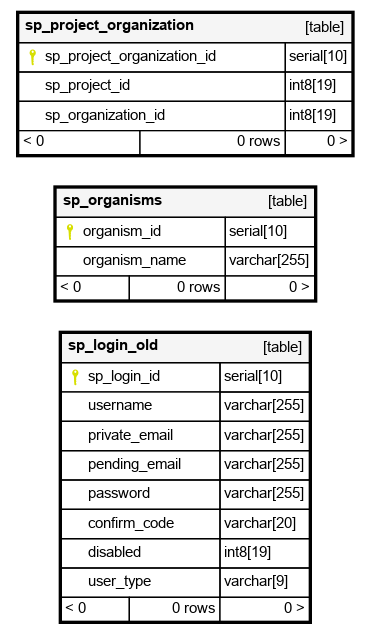 sp_project_organization [table]
sp_project_organization_id serial[10]
sp_project_id int8[19]
sp_organization_id int8[19]
< 0 0 rows 0 >
sp_organisms [table]
organism_id serial[10]
organism_name varchar[255]
< 0 0 rows 0 >
sp_login_old [table]
sp_login_id serial[10]
username varchar[255]
private_email varchar[255]
pending_email varchar[255]
password varchar[255]
confirm_code varchar[20]
disabled int8[19]
user_type varchar[9]
< 0 0 rows 0 >